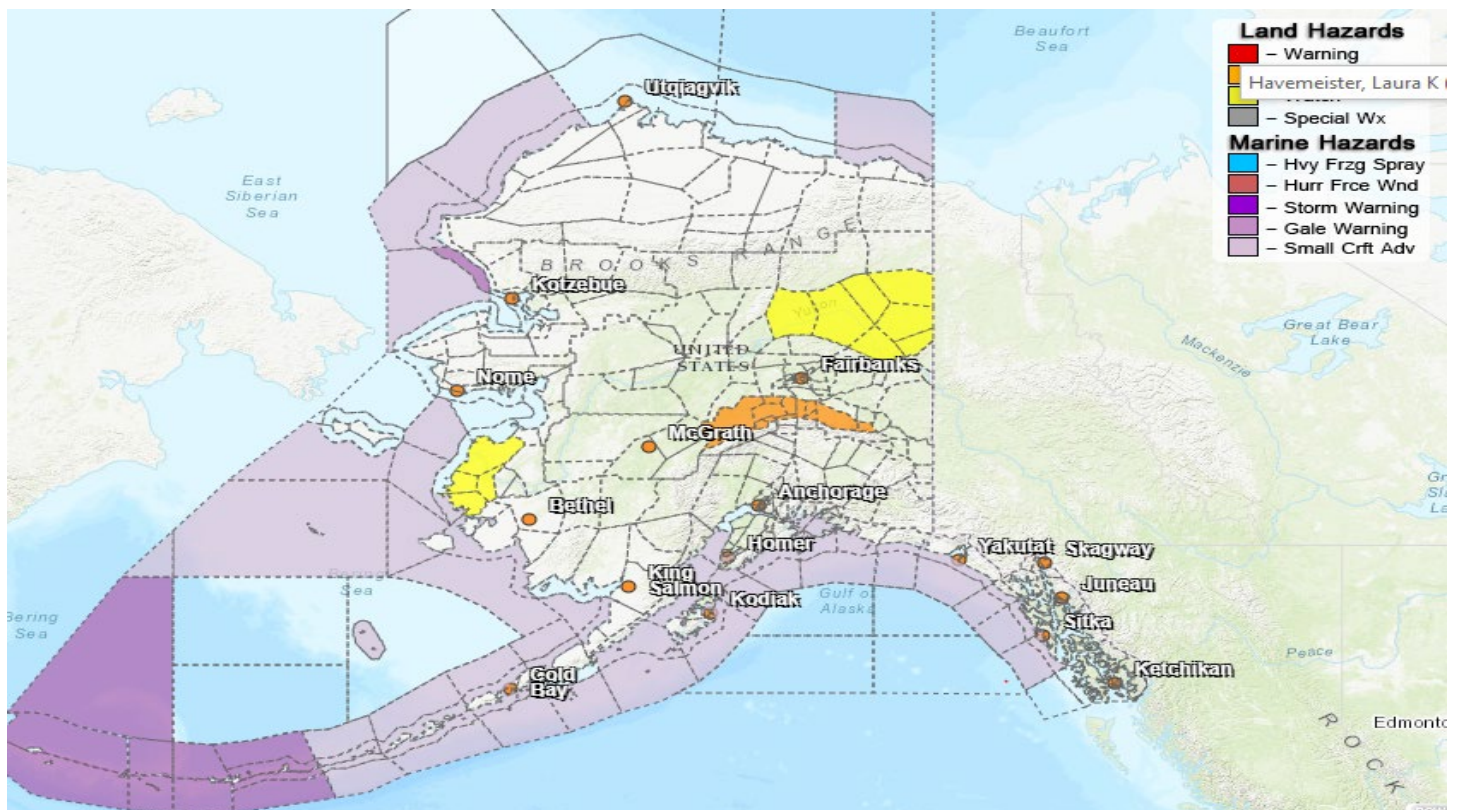 Beaufort
Sea
Land Hazards
– Warning
Havemeister, Laura K (
– Special Wx
Marine Hazards
– Hvy Frzg Spray
– Hurr Frce Wnd
– Storm Warning
– Gale Warning
– Small Crft Adv
Utqiagvik
East
Siberian
Sea
BROOKS RANGE
Kotzebue
Yukon
Great Bear
Lake
Mackenzie
UNITED
STATES
Fairbanks
Nome
McGrath
Anchorage
Bethel
Homer
Yakutat
Skagway
King
Salmon
Juneau
Bering
Sea
Kodiak
Gulf of
Alaska
Bering
Sea
Sitka
Peace
Cold
Bay
Ketchikan
Edmonto
ROCK